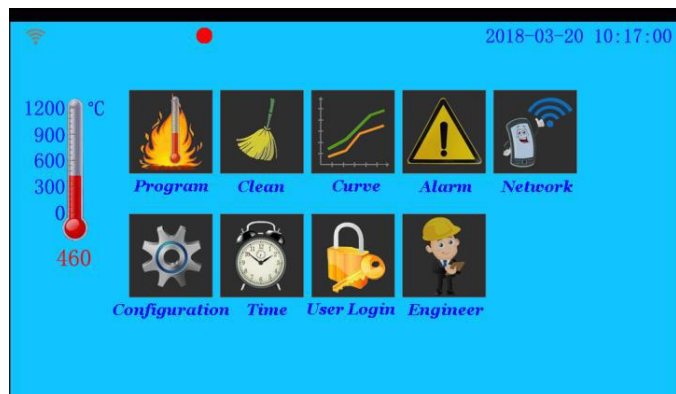 2018-03-20 10:17:00
1200 °C
900
600
300
0
460
Program Clean Curve Alarm Network
Configuration Time User Login Engineer